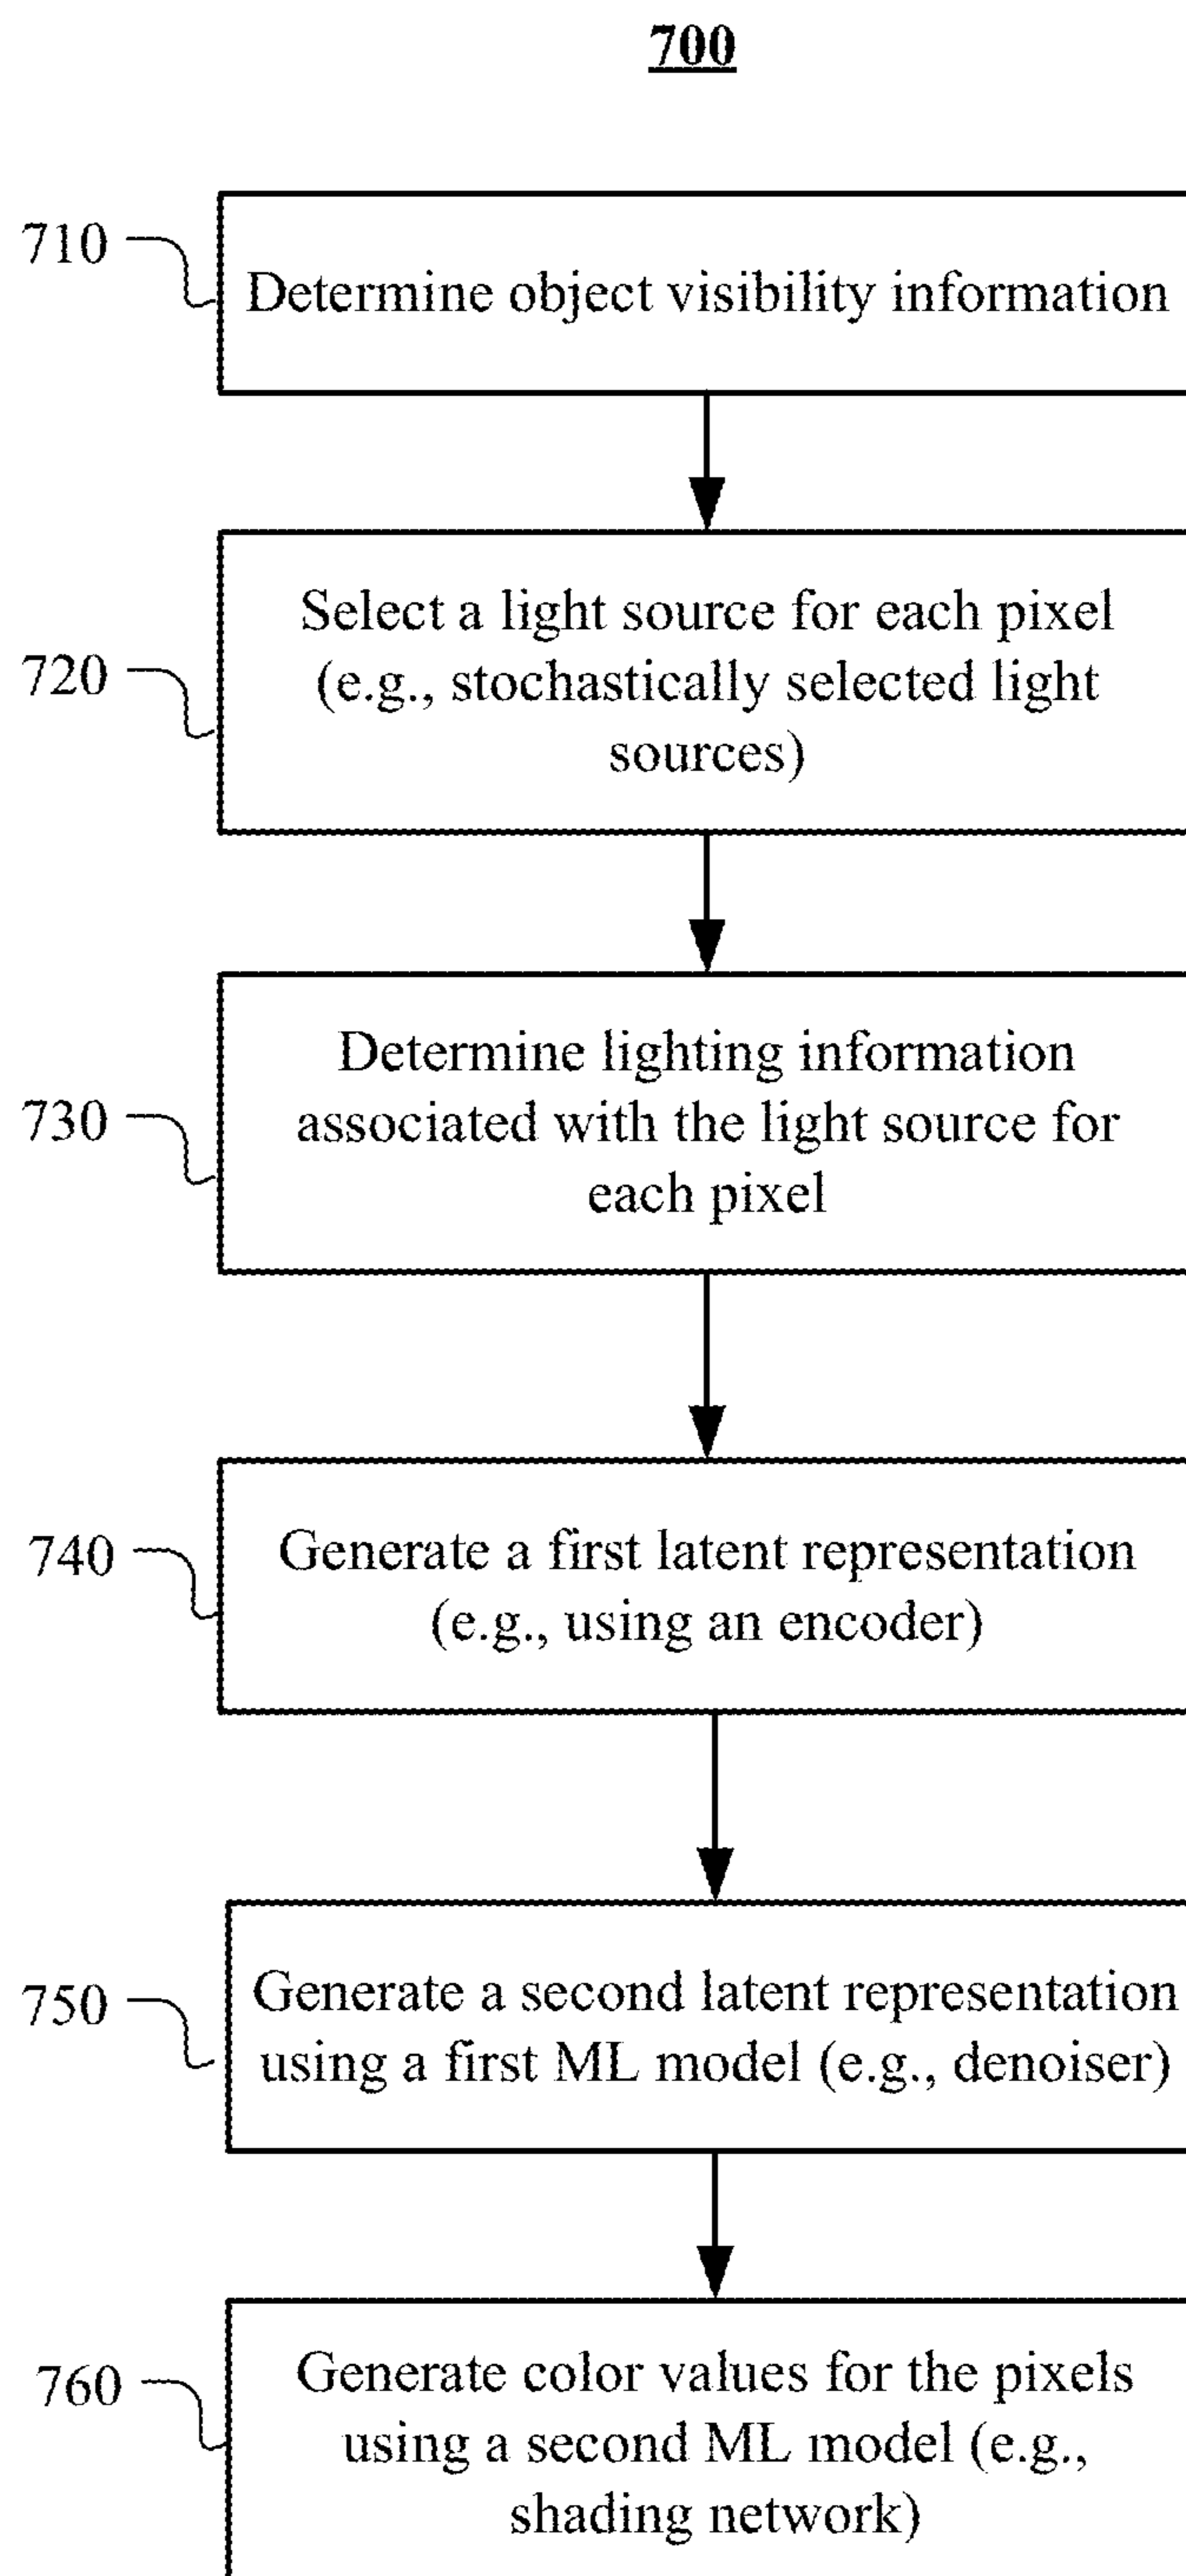 700
710
Determine object visibility information
720
Select a light source for each pixel
(e.g., stochastically selected light
sources)
730
Determine lighting information
associated with the light source for
each pixel
740
Generate a first latent representation
(e.g., using an encoder)
750
Generate a second latent representation
using a first ML model (e.g., denoiser)
760
Generate color values for the pixels
using a second ML model (e.g.,
shading network)